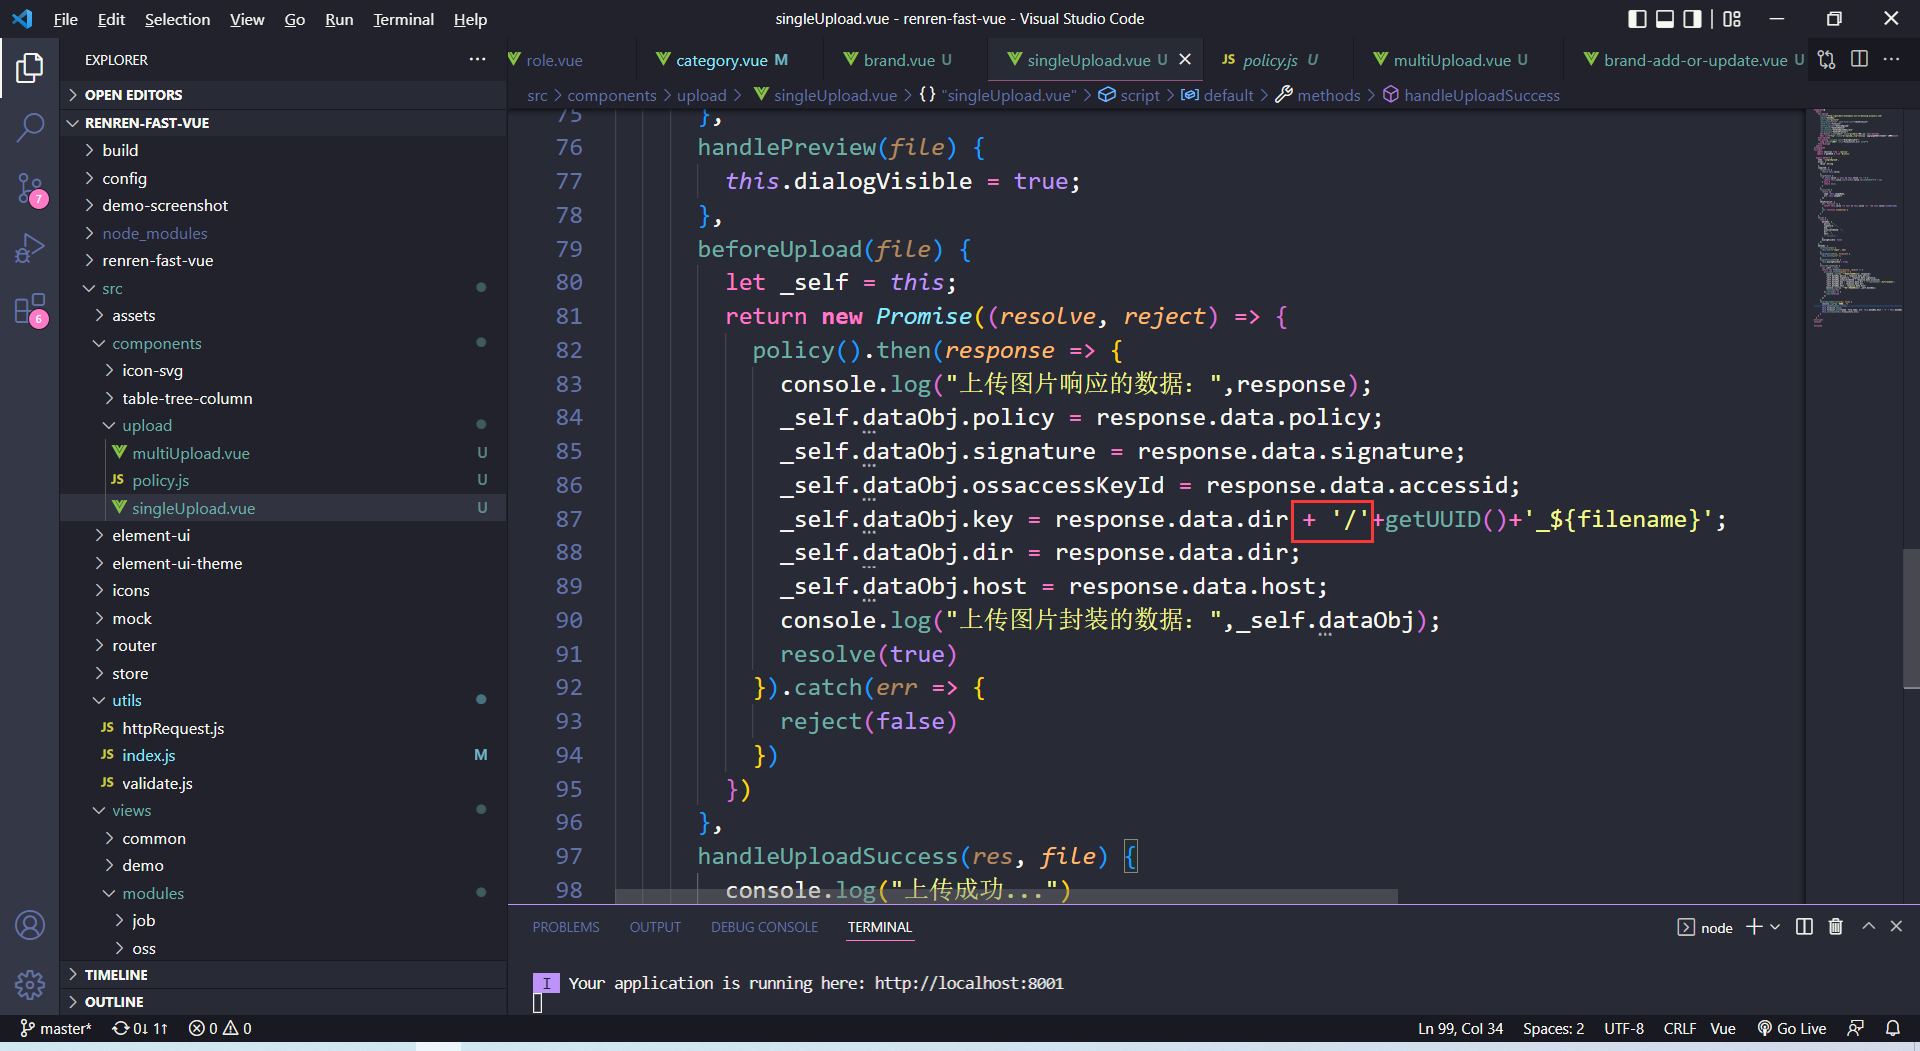 File Edit Selection View Go Run Terminal Help
singleUpload.vue - renren-fast-vue - Visual Studio Code
EXPLORER
OPEN EDITORS
RENREN-FAST-VUE
build
config
demo-screenshot
node_modules
renren-fast-vue
src
assets
components
icon-svg
table-tree-column
upload
multiUpload.vue U
JS policy.js U
singleUpload.vue U
element-ui
element-ui-theme
icons
mock
router
store
utils
JS httpRequest.js
JS index.js M
JS validate.js
views
common
demo
modules
job
oss
TIMELINE
OUTLINE
7
6
role.vue category.vue M brand.vue U singleUpload.vue U JS policy.js U multiUpload.vue U brand-add-or-update.vue U
src > components > upload > singleUpload.vue > {} "singleUpload.vue" > script > default > methods > handleUploadSuccess
75 },
76 handlePreview(file) {
77 this.dialogVisible = true;
78 },
79 beforeUpload(file) {
80 let _self = this;
81 return new Promise((resolve, reject) => {
82 policy().then(response => {
83 console.log("上传图片响应的数据：",response);
84 _self.dataObj.policy = response.data.policy;
85 _self.dataObj.signature = response.data.signature;
86 _self.dataObj.ossaccessKeyId = response.data.accessid;
87 _self.dataObj.key = response.data.dir + '/'+getUUID()+'_${filename}';
88 _self.dataObj.dir = response.data.dir;
89 _self.dataObj.host = response.data.host;
90 console.log("上传图片封装的数据：",_self.dataObj);
91 resolve(true)
92 }).catch(err => {
93 reject(false)
94 })
95 })
96 },
97 handleUploadSuccess(res, file) {
98 console.log("上传成功...")
PROBLEMS OUTPUT DEBUG CONSOLE TERMINAL
node
I Your application is running here: http://localhost:8001
master* 0↓ 1↑ 0 0
Ln 99, Col 34 Spaces: 2 UTF-8 CRLF Vue Go Live